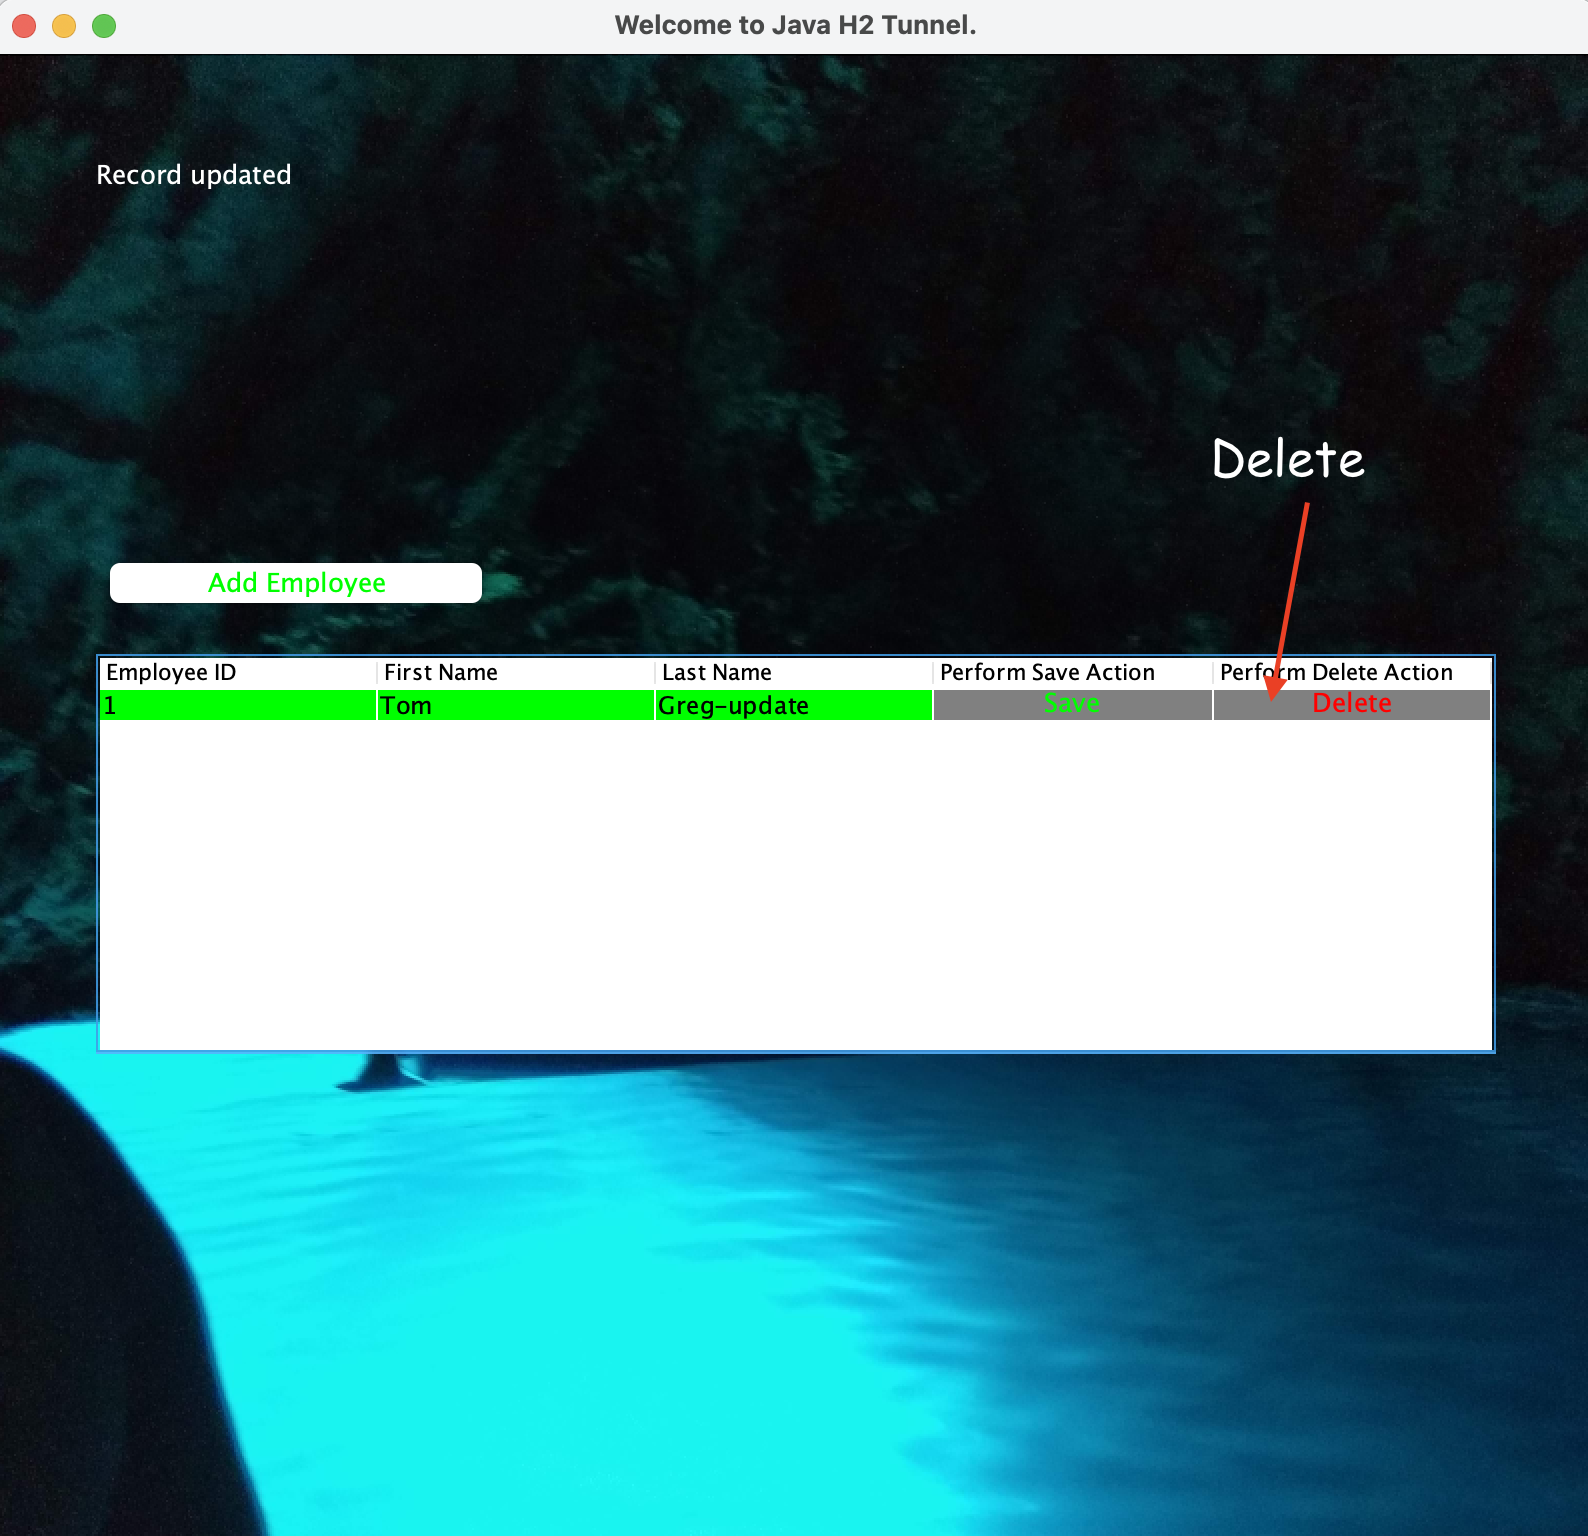 Welcome to Java H2 Tunnel.
Record updated
Delete
Add Employee
Employee ID First Name Last Name Perform Save Action Perform Delete Action
1 Tom Greg-update Save Delete